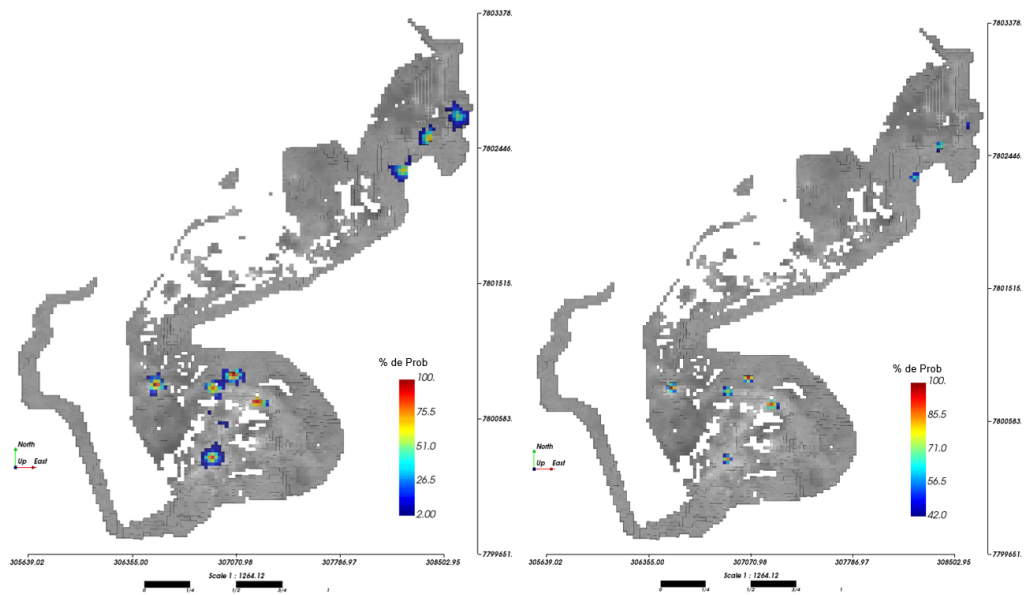 7803378.
7802446.
7801515.
% de Prob
100.
75.5
51.0
26.5
2.00
7800583.
North
Up East
7799651.
305639.02 306355.00 307070.98 307786.97 308502.95
Scale 1 : 1264.12
0 1/4 1/2 3/4 1
7803378.
7802446.
7801515.
% de Prob
100.
85.5
71.0
56.5
42.0
7800583.
North
Up East
7799651.
305639.02 306355.00 307070.98 307786.97 308502.95
Scale 1 : 1264.12
0 1/4 1/2 3/4 1